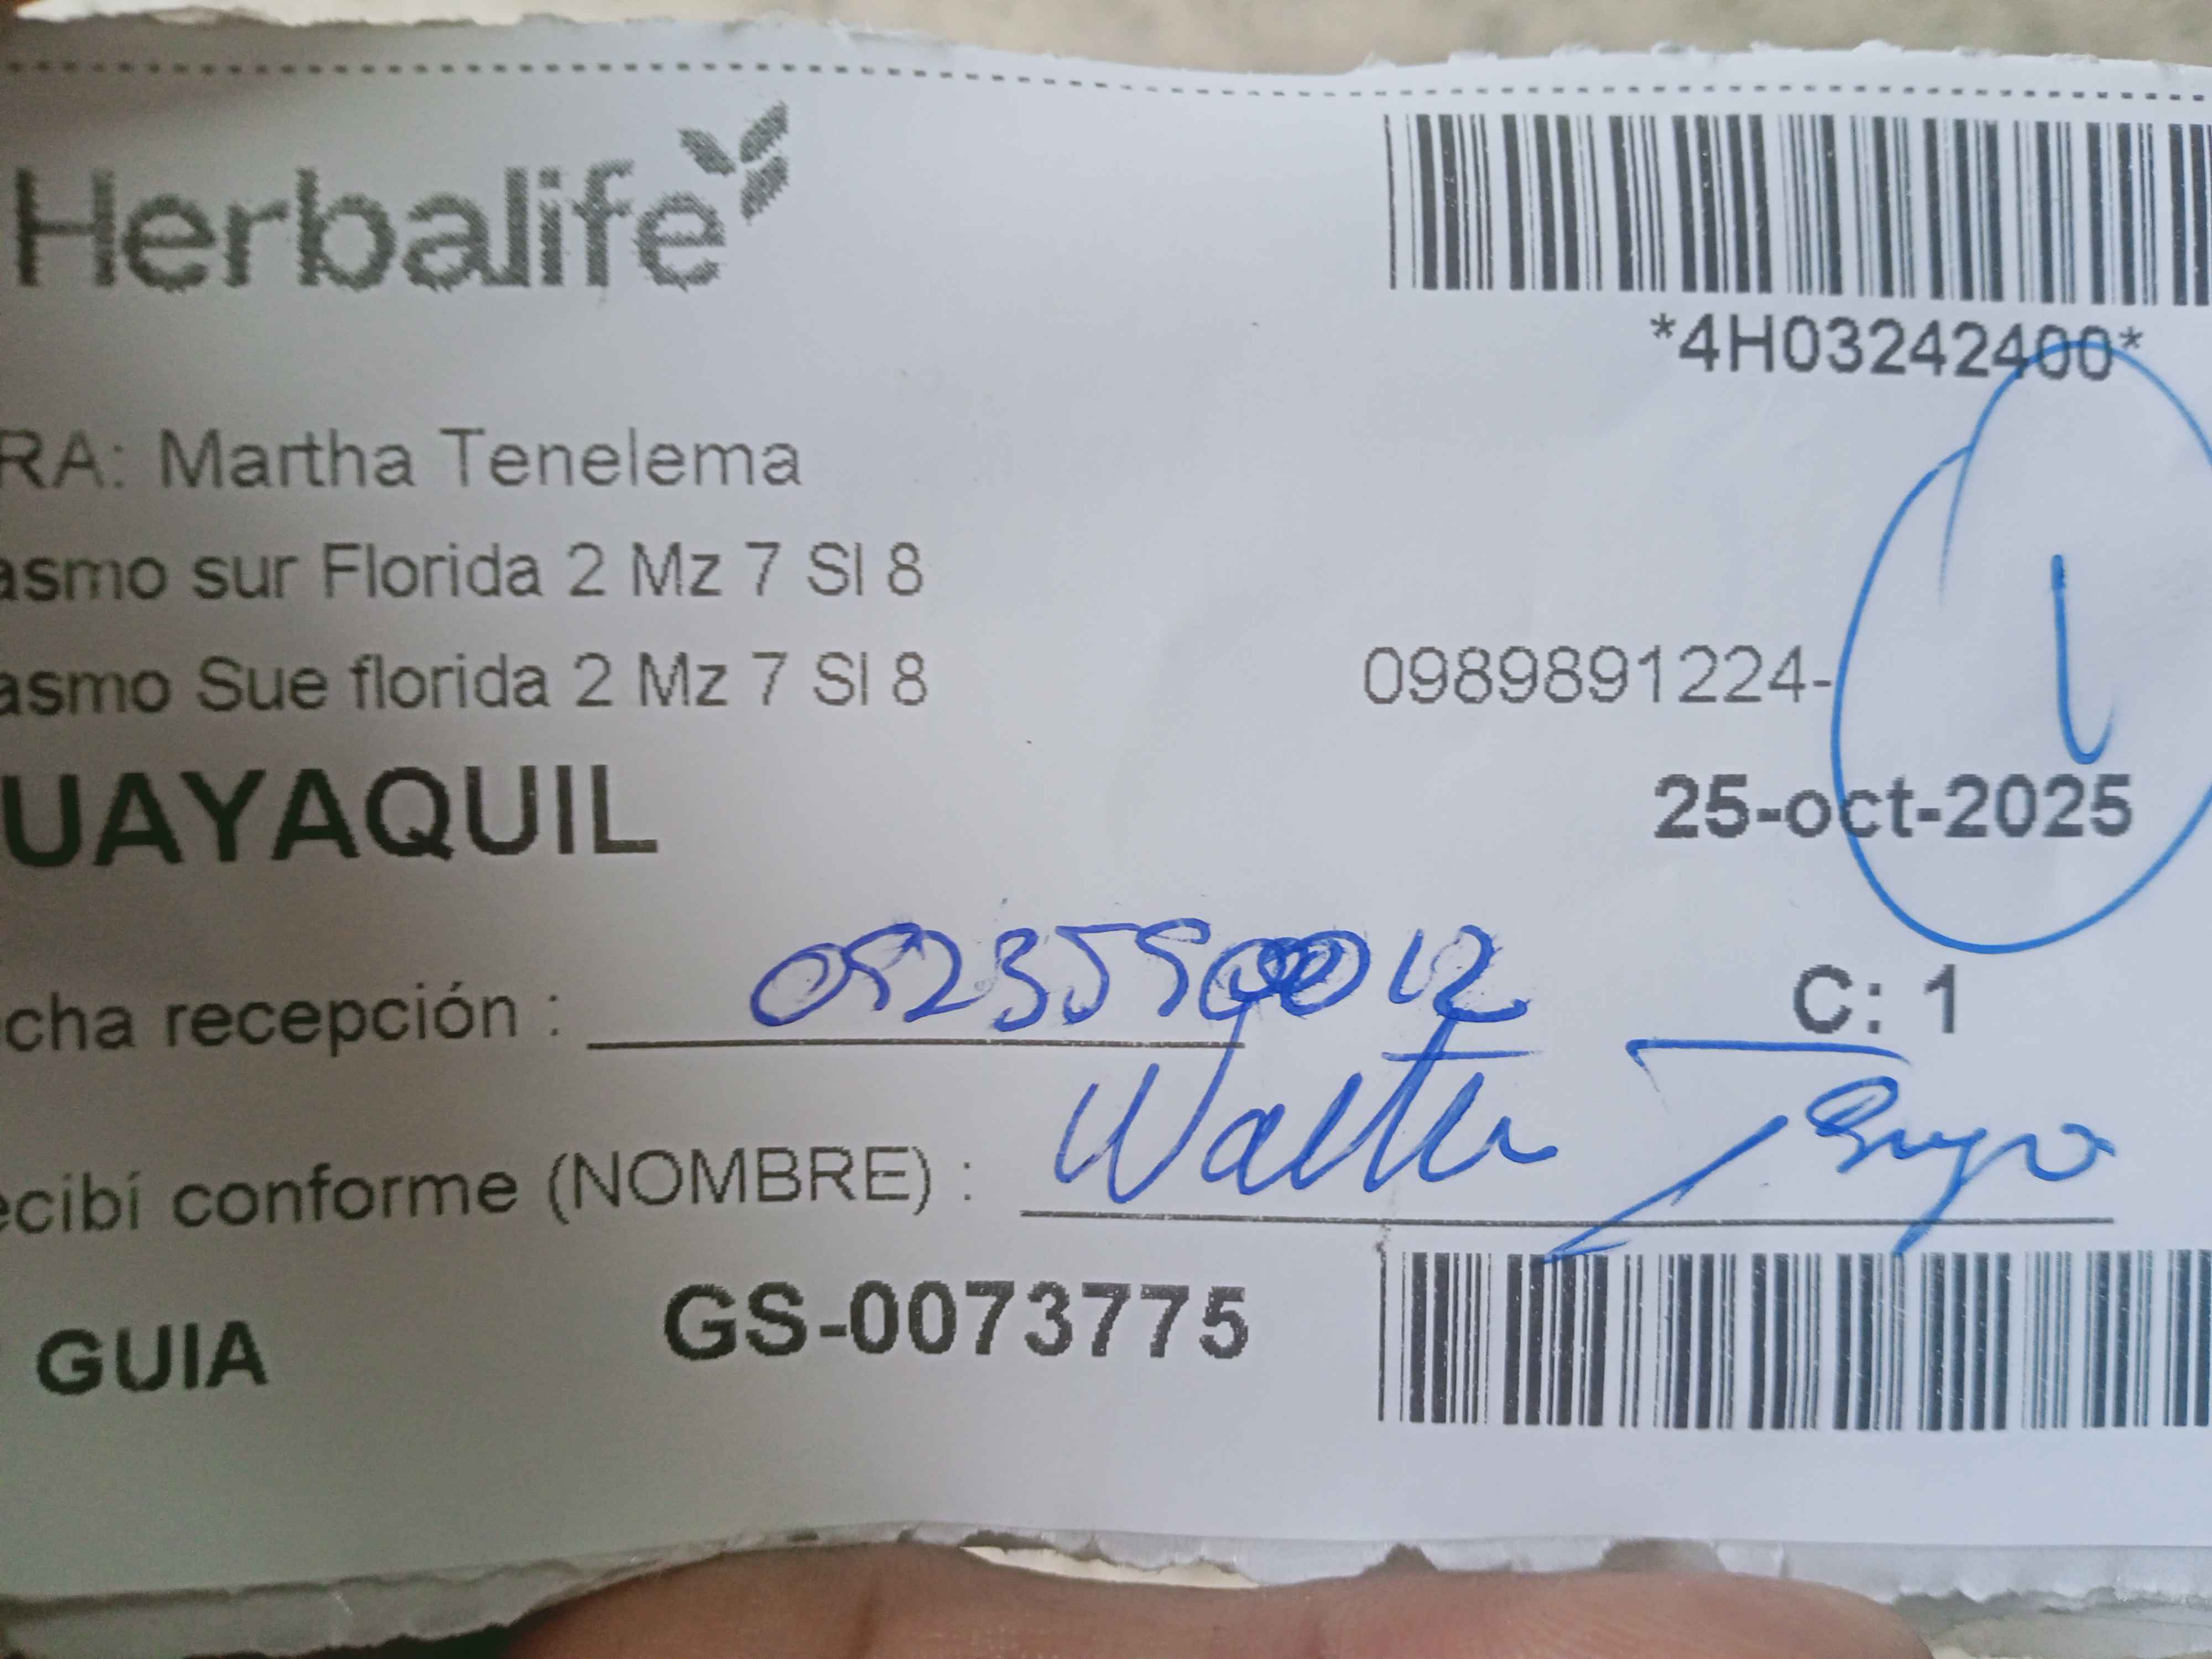 Herbalife
*4H03242400*
RA: Martha Tenelema
asmo sur Florida 2 Mz 7 Sl 8
asmo Sue florida 2 Mz 7 Sl 8
0989891224-
1
UAYAQUIL
25-oct-2025
cha recepción :
C: 1
ecibí conforme (NOMBRE) : Walter
GUIA GS-0073775